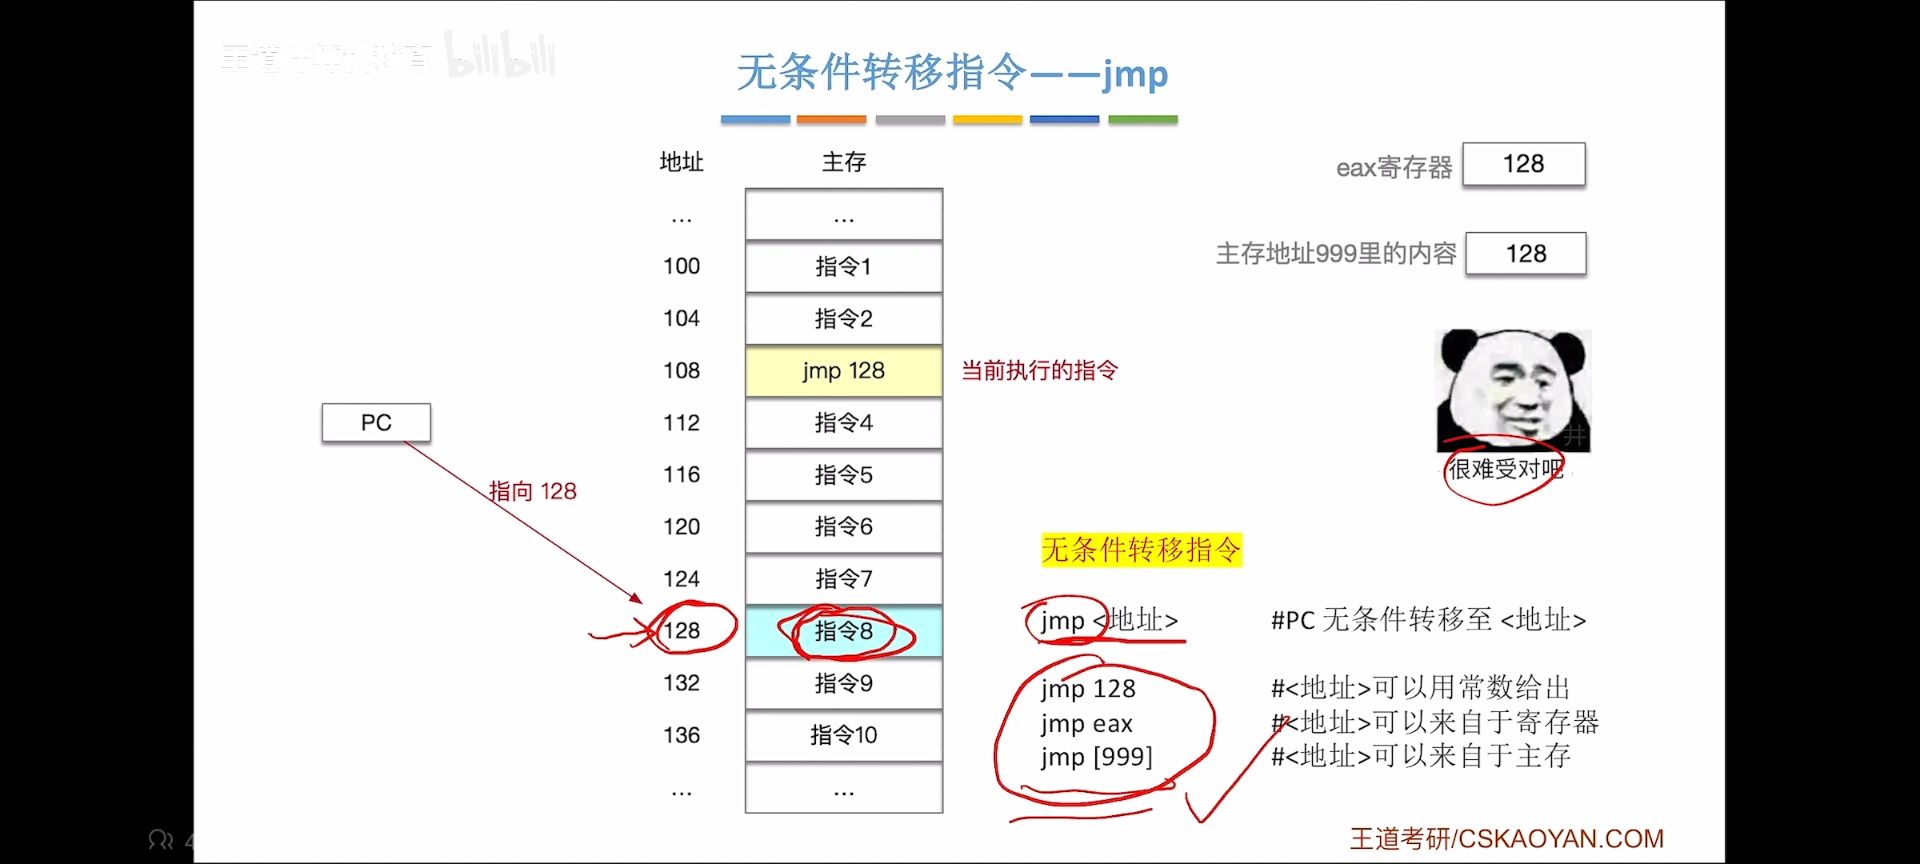 bilibili
无条件转移指令——jmp
地址 主存
... ...
100 指令1
104 指令2
108 jmp 128 当前执行的指令
112 指令4
116 指令5
120 指令6
124 指令7
128 指令8
132 指令9
136 指令10
... ...
PC
指向 128
eax寄存器 128
主存地址999里的内容 128
井
很难受对吧
无条件转移指令
jmp <地址> #PC 无条件转移至 <地址>
jmp 128 #<地址>可以用常数给出
jmp eax #<地址>可以来自于寄存器
jmp [999] #<地址>可以来自于主存
王道考研/CSKAOYAN.COM